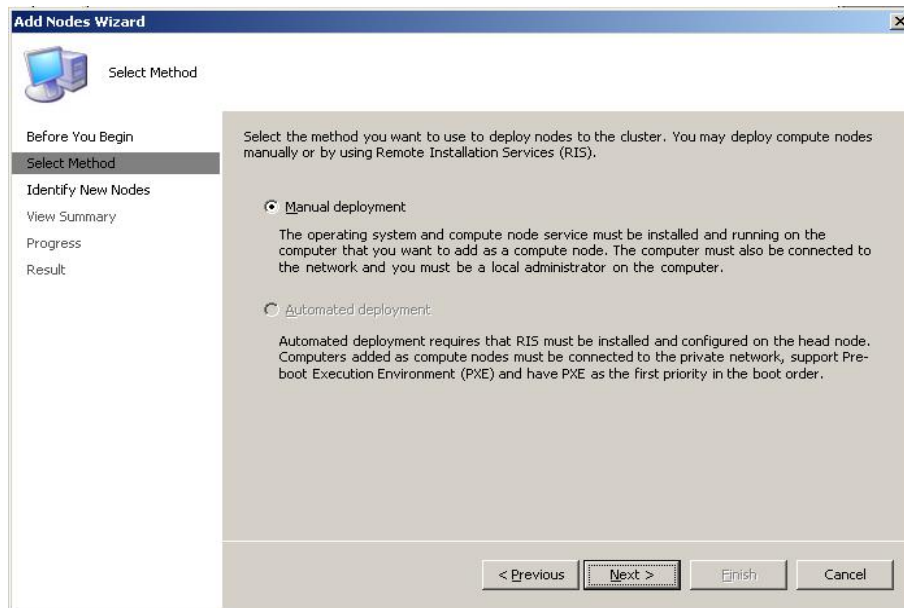 Add Nodes Wizard
Select Method
Before You Begin
Select Method
Identify New Nodes
View Summary
Progress
Result
Select the method you want to use to deploy nodes to the cluster. You may deploy compute nodes
manually or by using Remote Installation Services (RIS).
Manual deployment
The operating system and compute node service must be installed and running on the
computer that you want to add as a compute node. The computer must also be connected to
the network and you must be a local administrator on the computer.
Automated deployment
Automated deployment requires that RIS must be installed and configured on the head node.
Computers added as compute nodes must be connected to the private network, support Pre-
boot Execution Environment (PXE) and have PXE as the first priority in the boot order.
< Previous Next > Finish Cancel